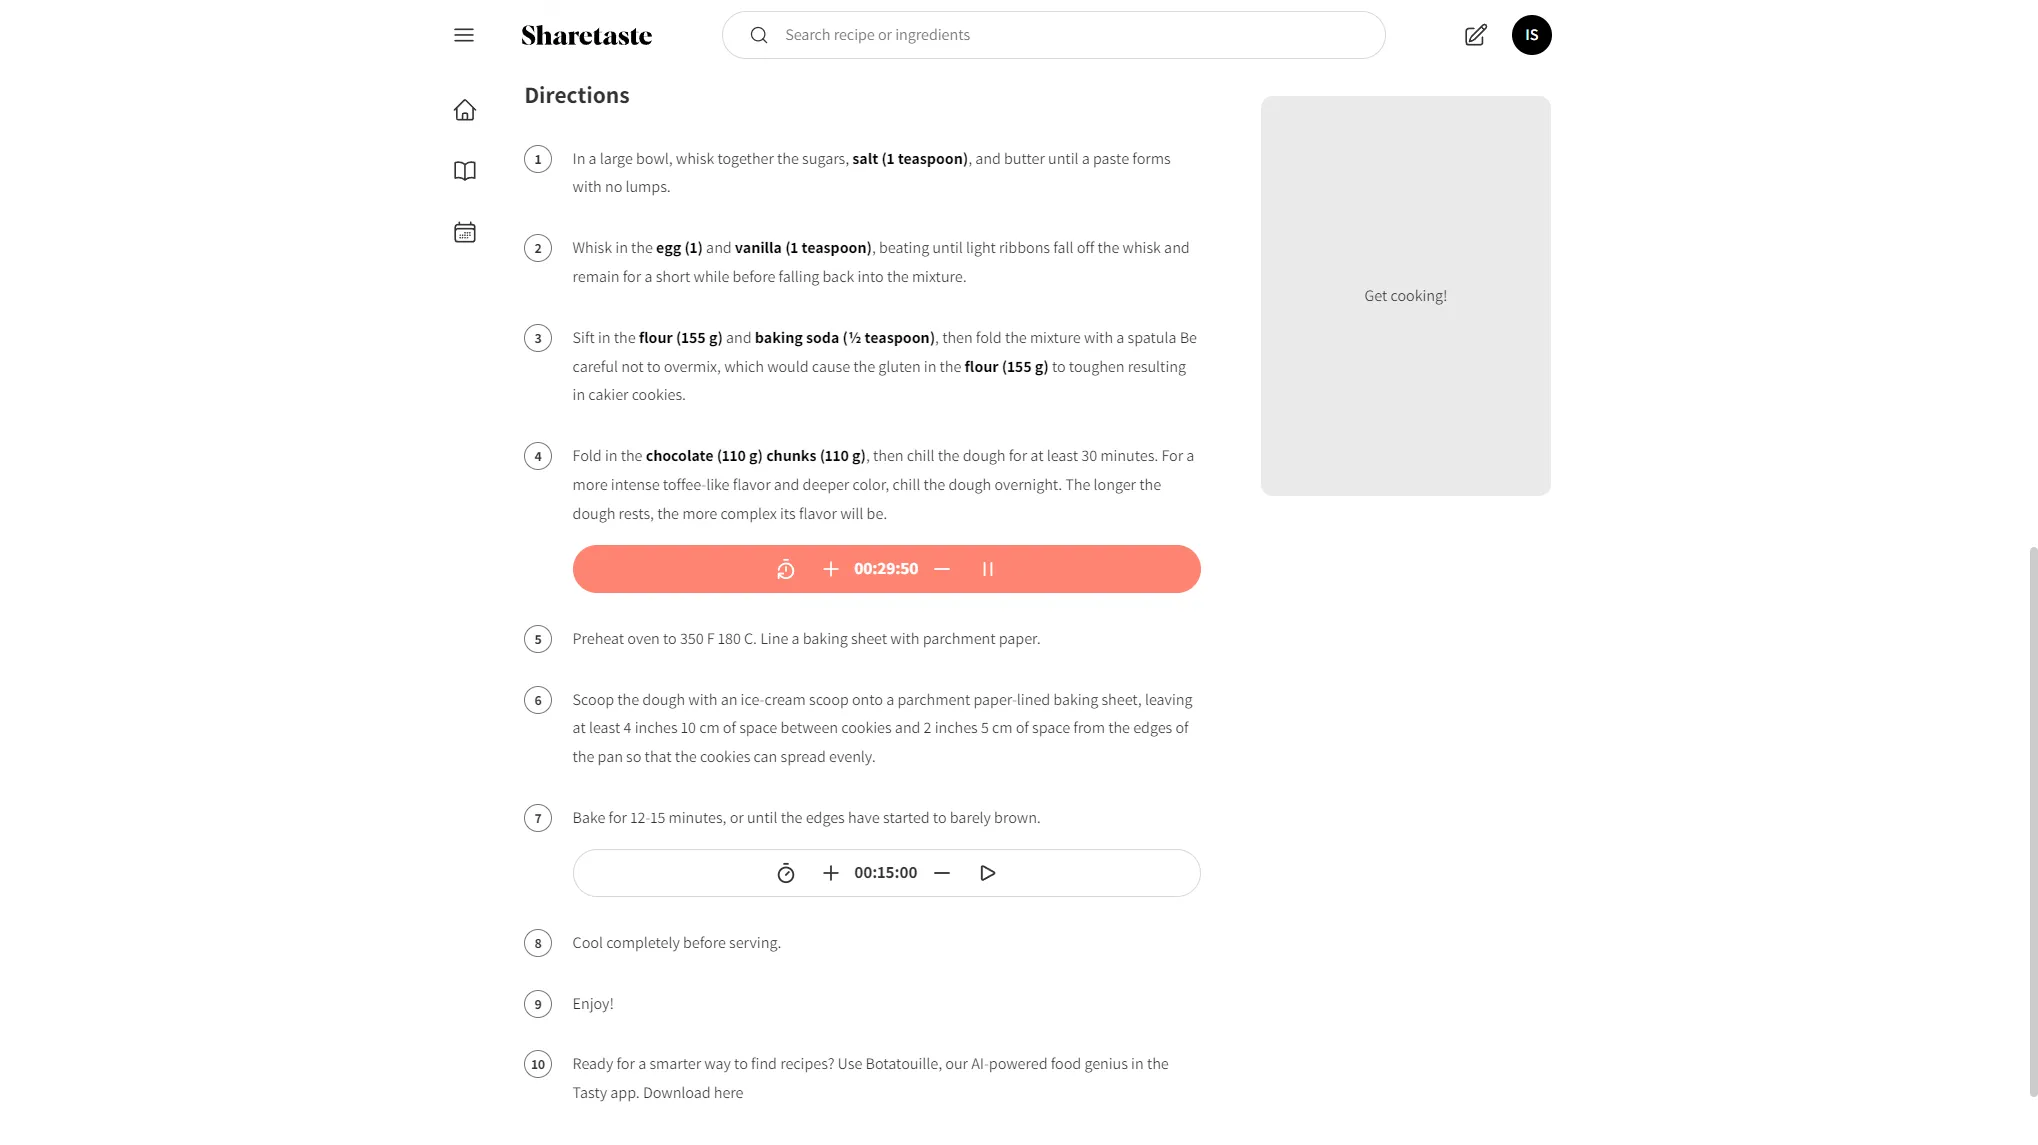 Sharetaste
Search recipe or ingredients
IS
Directions
1
In a large bowl, whisk together the sugars, salt (1 teaspoon), and butter until a paste forms
with no lumps.
2
Whisk in the egg (1) and vanilla (1 teaspoon), beating until light ribbons fall off the whisk and
remain for a short while before falling back into the mixture.
3
Sift in the flour (155 g) and baking soda (½ teaspoon), then fold the mixture with a spatula Be
careful not to overmix, which would cause the gluten in the flour (155 g) to toughen resulting
in cakier cookies.
4
Fold in the chocolate (110 g) chunks (110 g), then chill the dough for at least 30 minutes. For a
more intense toffee-like flavor and deeper color, chill the dough overnight. The longer the
dough rests, the more complex its flavor will be.
00:29:50
5
Preheat oven to 350 F 180 C. Line a baking sheet with parchment paper.
6
Scoop the dough with an ice-cream scoop onto a parchment paper-lined baking sheet, leaving
at least 4 inches 10 cm of space between cookies and 2 inches 5 cm of space from the edges of
the pan so that the cookies can spread evenly.
7
Bake for 12-15 minutes, or until the edges have started to barely brown.
00:15:00
8
Cool completely before serving.
9
Enjoy!
10
Ready for a smarter way to find recipes? Use Botatouille, our AI-powered food genius in the
Tasty app. Download here
Get cooking!